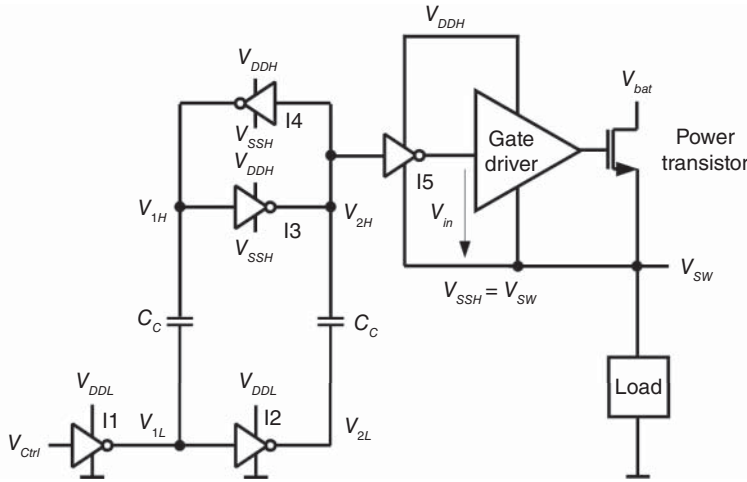 V_DDH
V_DDH
V_bat
I4
Gate
driver
Power
transistor
V_SSH
V_DDH
I5
V_1H
I3
V_2H
V_in
V_SSH
V_SSH = V_SW
V_SW
C_C
C_C
V_DDL
V_DDL
Load
I1
V_1L
I2
V_2L
V_Ctrl